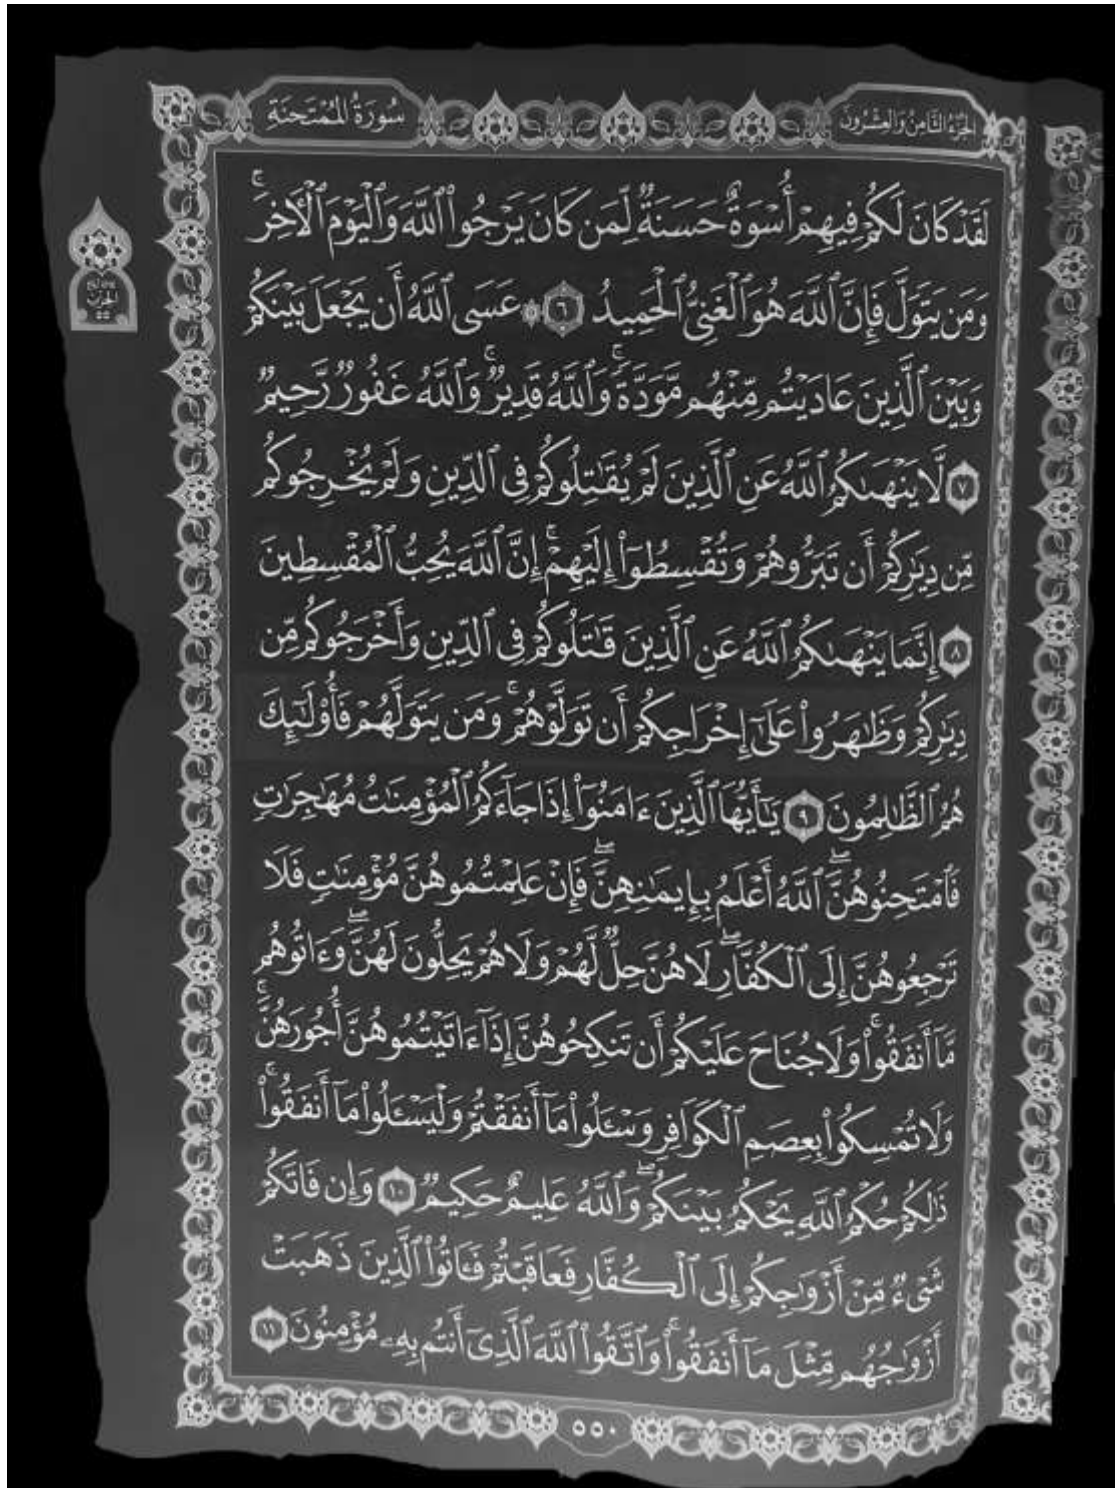 الجزء الثامن والعشرون
سُورَةُ المُمْتَحنَةِ
لَقَدْ كَانَ لَكُمْ فِيهِمْ أُسْوَةٌ حَسَنَةٌ لِّمَن كَانَ يَرْجُوا۟ ٱللَّهَ وَٱلْيَوْمَ ٱلْأَخِرَ ۚ
وَمَن يَتَوَلَّ فَإِنَّ ٱللَّهَ هُوَ ٱلْغَنِىُّ ٱلْحَمِيدُ ٦ ۞ عَسَى ٱللَّهُ أَن يَجْعَلَ بَيْنَكُمْ
وَبَيْنَ ٱلَّذِينَ عَادَيْتُم مِّنْهُم مَّوَدَّةً ۚ وَٱللَّهُ قَدِيرٌ ۚ وَٱللَّهُ غَفُورٌ رَّحِيمٌ
٧ لَّا يَنْهَىٰكُمُ ٱللَّهُ عَنِ ٱلَّذِينَ لَمْ يُقَٰتِلُوكُمْ فِى ٱلدِّينِ وَلَمْ يُخْرِجُوكُم
مِّن دِيَٰرِكُمْ أَن تَبَرُّوهُمْ وَتُقْسِطُوٓا۟ إِلَيْهِمْ ۚ إِنَّ ٱللَّهَ يُحِبُّ ٱلْمُقْسِطِينَ
٨ إِنَّمَا يَنْهَىٰكُمُ ٱللَّهُ عَنِ ٱلَّذِينَ قَٰتَلُوكُمْ فِى ٱلدِّينِ وَأَخْرَجُوكُم مِّن
دِيَٰرِكُمْ وَظَٰهَرُوا۟ عَلَىٰٓ إِخْرَاجِكُمْ أَن تَوَلَّوْهُمْ ۚ وَمَن يَتَوَلَّهُمْ فَأُو۟لَٰٓئِكَ
هُمُ ٱلظَّٰلِمُونَ ٩ يَٰٓأَيُّهَا ٱلَّذِينَ ءَامَنُوٓا۟ إِذَا جَآءَكُمُ ٱلْمُؤْمِنَٰتُ مُهَٰجِرَٰتٍ
فَٱمْتَحِنُوهُنَّ ۖ ٱللَّهُ أَعْلَمُ بِإِيمَٰنِهِنَّ ۖ فَإِنْ عَلِمْتُمُوهُنَّ مُؤْمِنَٰتٍ فَلَا
تَرْجِعُوهُنَّ إِلَى ٱلْكُفَّارِ ۖ لَا هُنَّ حِلٌّ لَّهُمْ وَلَا هُمْ يَحِلُّونَ لَهُنَّ ۖ وَءَاتُوهُم
مَّآ أَنفَقُوا۟ ۚ وَلَا جُنَاحَ عَلَيْكُمْ أَن تَنكِحُوهُنَّ إِذَآ ءَاتَيْتُمُوهُنَّ أُجُورَهُنَّ ۚ
وَلَا تُمْسِكُوا۟ بِعِصَمِ ٱلْكَوَافِرِ وَسْـَٔلُوا۟ مَآ أَنفَقْتُمْ وَلْيَسْـَٔلُوا۟ مَآ أَنفَقُوا۟ ۚ
ذَٰلِكُمْ حُكْمُ ٱللَّهِ يَحْكُمُ بَيْنَكُمْ ۖ وَٱللَّهُ عَلِيمٌ حَكِيمٌ ١٠ وَإِن فَاتَكُمْ
شَىْءٌ مِّنْ أَزْوَٰجِكُمْ إِلَى ٱلْكُفَّارِ فَعَاقَبْتُمْ فَـَٔاتُوا۟ ٱلَّذِينَ ذَهَبَتْ
أَزْوَٰجُهُم مِّثْلَ مَآ أَنفَقُوا۟ ۚ وَٱتَّقُوا۟ ٱللَّهَ ٱلَّذِىٓ أَنتُم بِهِۦ مُؤْمِنُونَ ١١
٥٥٠